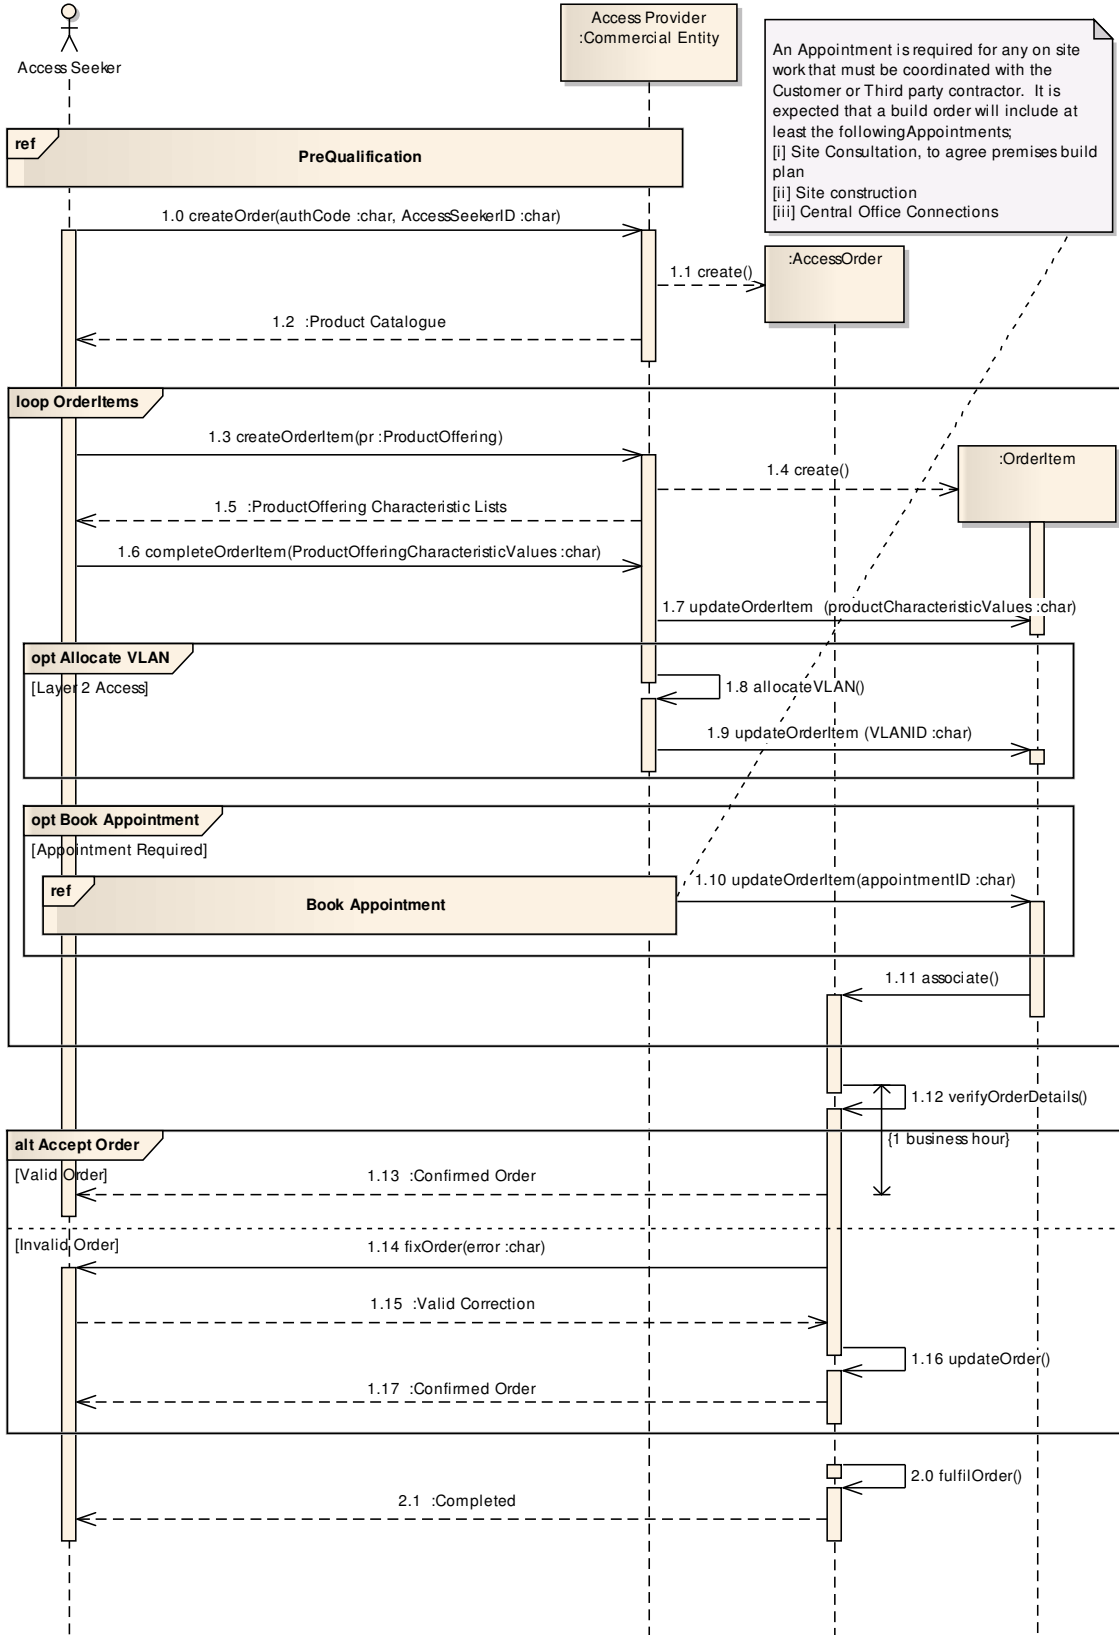 Access Seeker
Access Provider
:Commercial Entity
An Appointment is required for any on site
work that must be coordinated with the
Customer or Third party contractor.  It is
expected that a build order will include at
least the followingAppointments;
[i] Site Consultation, to agree premises build
plan
[ii] Site construction
[iii] Central Office Connections
ref
PreQualification
1.0 createOrder(authCode :char, AccessSeekerID :char)
:AccessOrder
1.1 create()
1.2  :Product Catalogue
loop OrderItems
1.3 createOrderItem(pr :ProductOffering)
:OrderItem
1.4 create()
1.5  :ProductOffering Characteristic Lists
1.6 completeOrderItem(ProductOfferingCharacteristicValues :char)
1.7 updateOrderItem  (productCharacteristicValues :char)
opt Allocate VLAN
[Layer 2 Access]
1.8 allocateVLAN()
1.9 updateOrderItem (VLANID :char)
opt Book Appointment
[Appointment Required]
ref
Book Appointment
1.10 updateOrderItem(appointmentID :char)
1.11 associate()
1.12 verifyOrderDetails()
{1 business hour}
alt Accept Order
[Valid Order]
1.13  :Confirmed Order
[Invalid Order]
1.14 fixOrder(error :char)
1.15  :Valid Correction
1.16 updateOrder()
1.17  :Confirmed Order
2.0 fulfilOrder()
2.1  :Completed